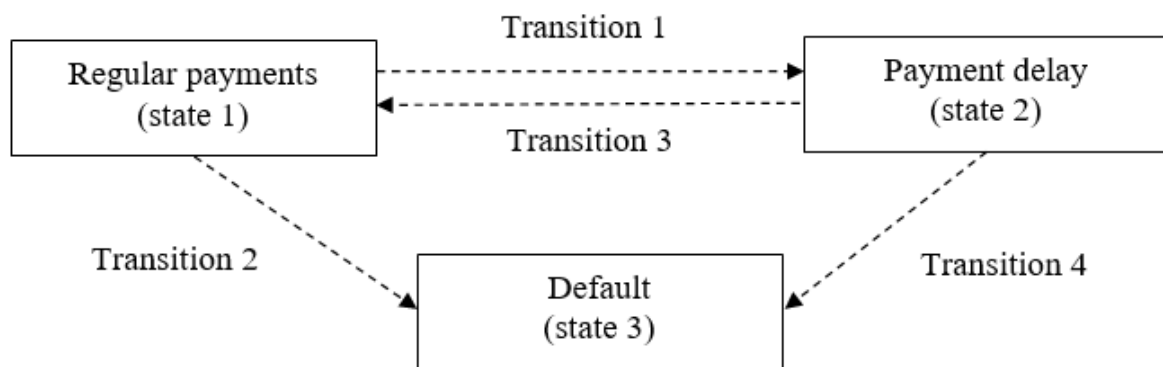 Transition 1
Regular payments
(state 1)
Payment delay
(state 2)
Transition 3
Transition 2
Default
(state 3)
Transition 4